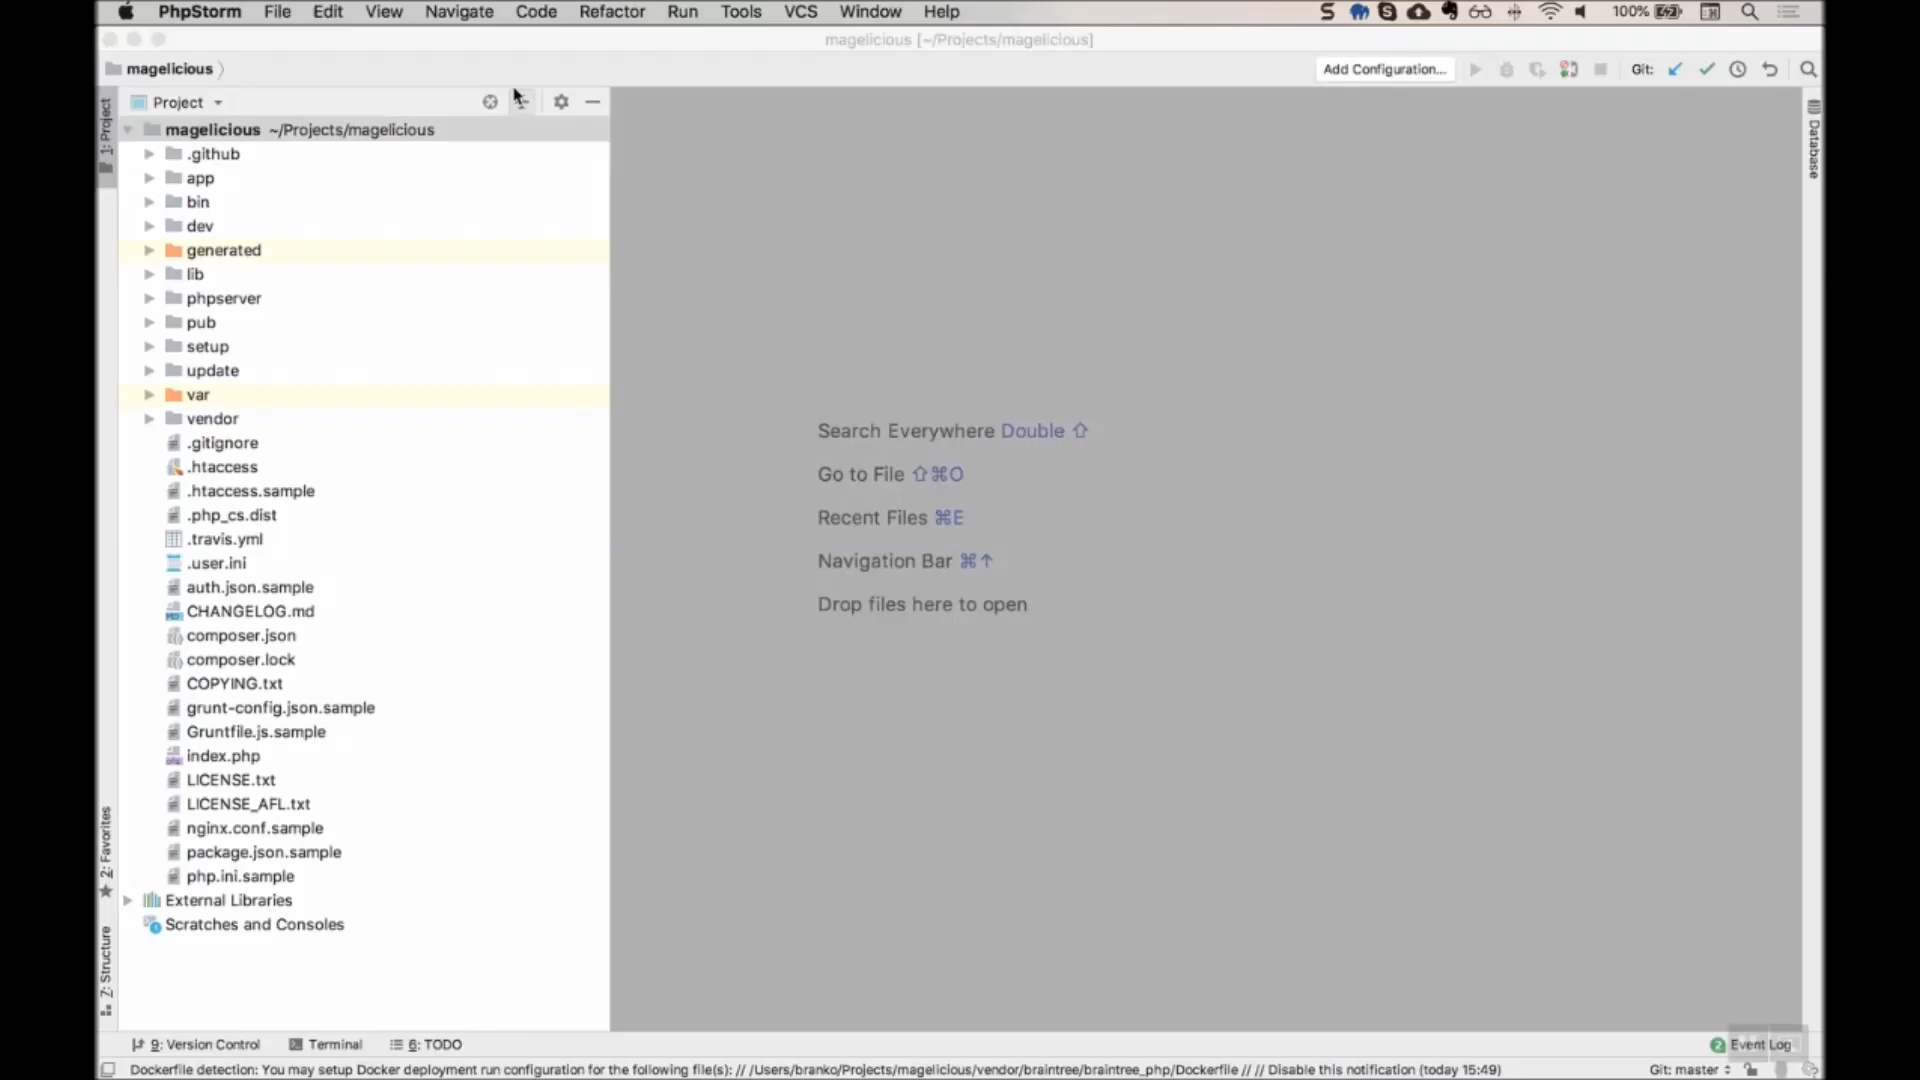 PhpStorm File Edit View Navigate Code Refactor Run Tools VCS Window Help 100%
magelicious [~/Projects/magelicious]
magelicious Add Configuration... Git:
Project
1: Project
Database
magelicious ~/Projects/magelicious
.github
app
bin
dev
generated
lib
phpserver
pub
setup
update
var
vendor
.gitignore
.htaccess
.htaccess.sample
.php_cs.dist
.travis.yml
.user.ini
auth.json.sample
CHANGELOG.md
composer.json
composer.lock
COPYING.txt
grunt-config.json.sample
Gruntfile.js.sample
index.php
LICENSE.txt
LICENSE_AFL.txt
nginx.conf.sample
package.json.sample
php.ini.sample
External Libraries
Scratches and Consoles
Search Everywhere Double ⇧
Go to File ⇧⌘O
Recent Files ⌘E
Navigation Bar ⌘↑
Drop files here to open
2: Favorites
7: Structure
9: Version Control Terminal 6: TODO 2 Event Log
Dockerfile detection: You may setup Docker deployment run configuration for the following file(s): // /Users/branko/Projects/magelicious/vendor/braintree/braintree_php/Dockerfile // // Disable this notification (today 15:49) Git: master